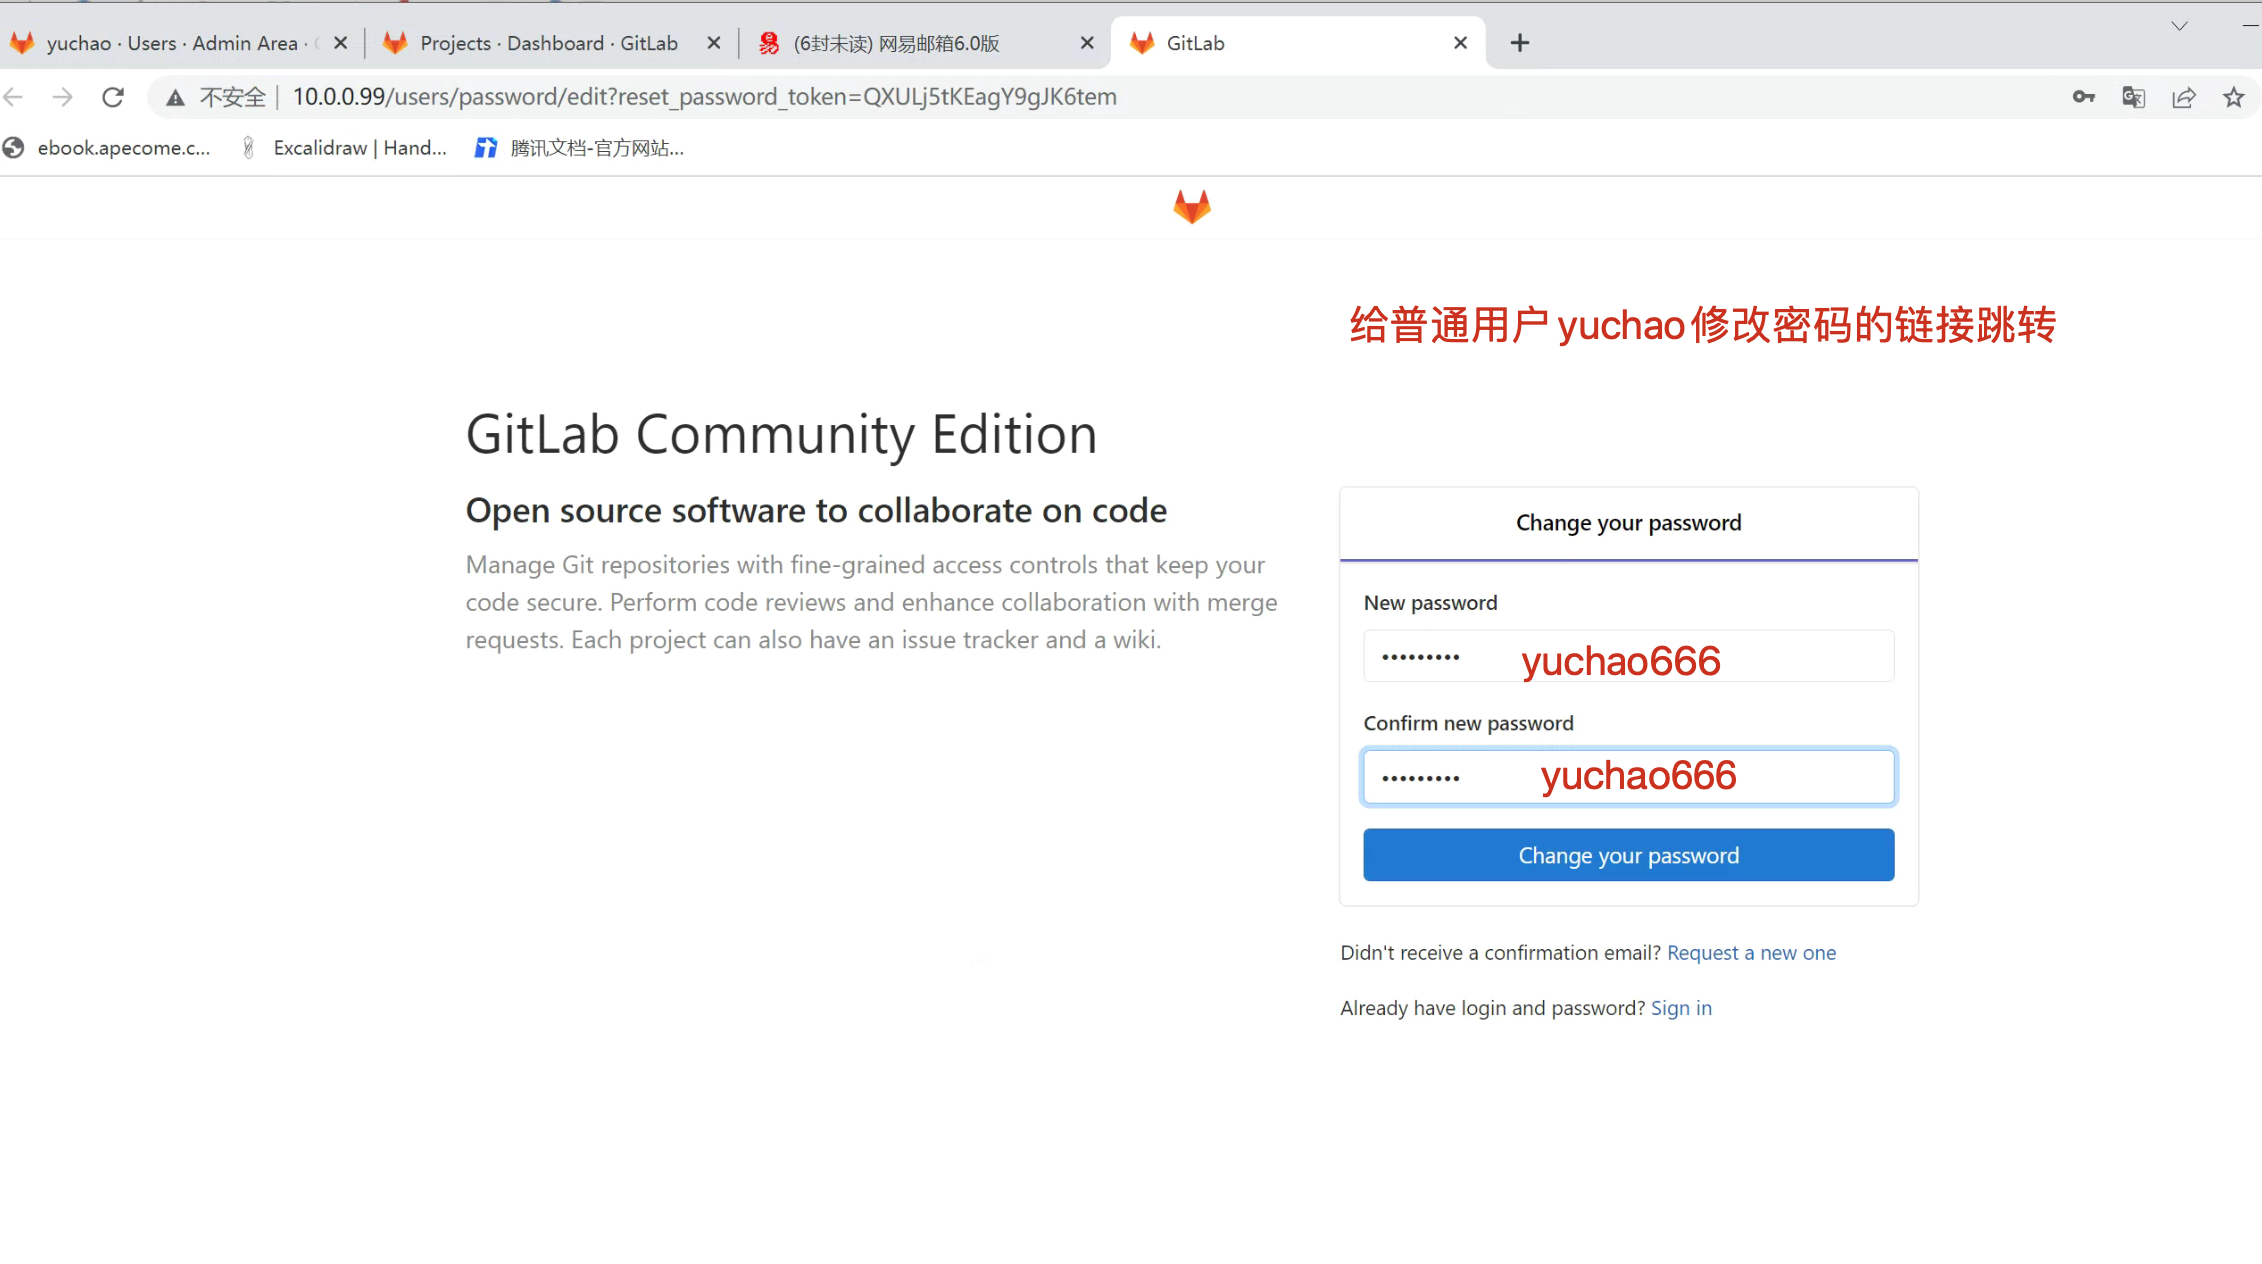 yuchao · Users · Admin Area ·
Projects · Dashboard · GitLab
(6封未读) 网易邮箱6.0版
GitLab
不安全 10.0.0.99/users/password/edit?reset_password_token=QXULj5tKEagY9gJK6tem
ebook.apecome.c...
Excalidraw | Hand...
腾讯文档-官方网站...
给普通用户yuchao修改密码的链接跳转
GitLab Community Edition
Open source software to collaborate on code
Manage Git repositories with fine-grained access controls that keep your
code secure. Perform code reviews and enhance collaboration with merge
requests. Each project can also have an issue tracker and a wiki.
Change your password
New password
••••••••• yuchao666
Confirm new password
••••••••• yuchao666
Change your password
Didn't receive a confirmation email? Request a new one
Already have login and password? Sign in